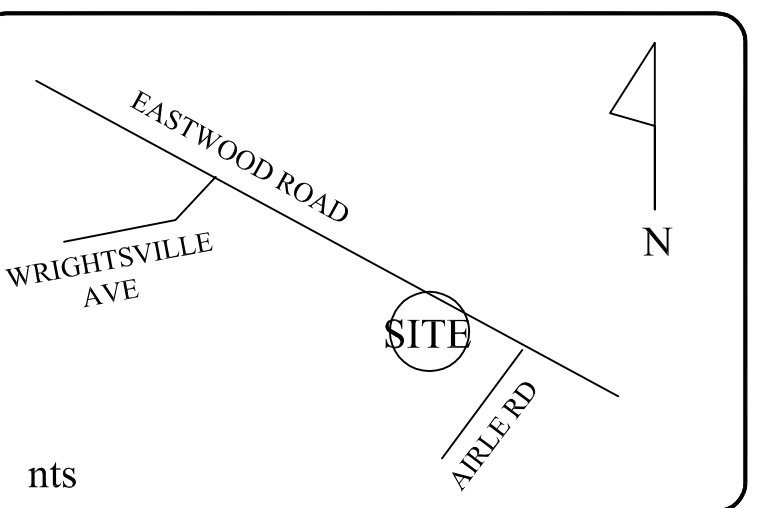 EASTWOOD ROAD
N
WRIGHTSVILLE
AVE
SITE
AIRLE RD
nts